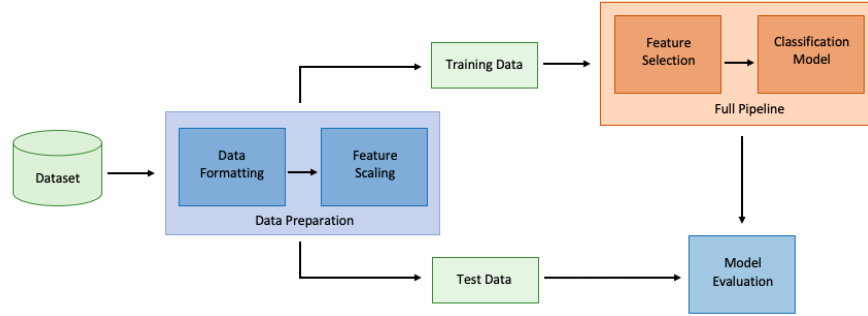 Training Data
Feature
Selection
Classification
Model
Full Pipeline
Dataset
Data
Formatting
Feature
Scaling
Data Preparation
Test Data
Model
Evaluation